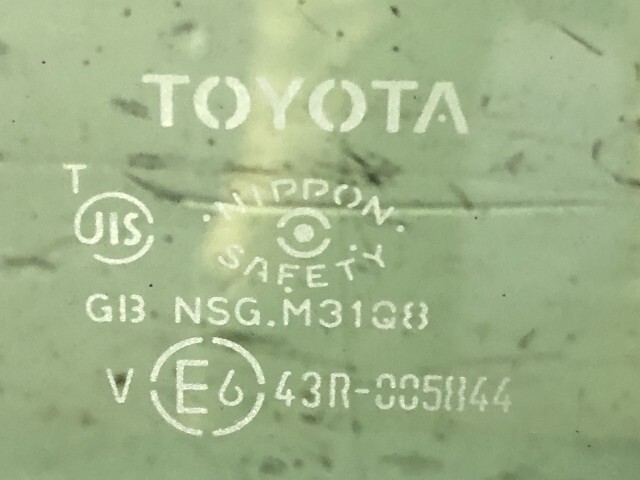 TOYOTA
T
JIS
NIPPON
SAFETY
GB NSG.M31Q8
V E6 43R-005844